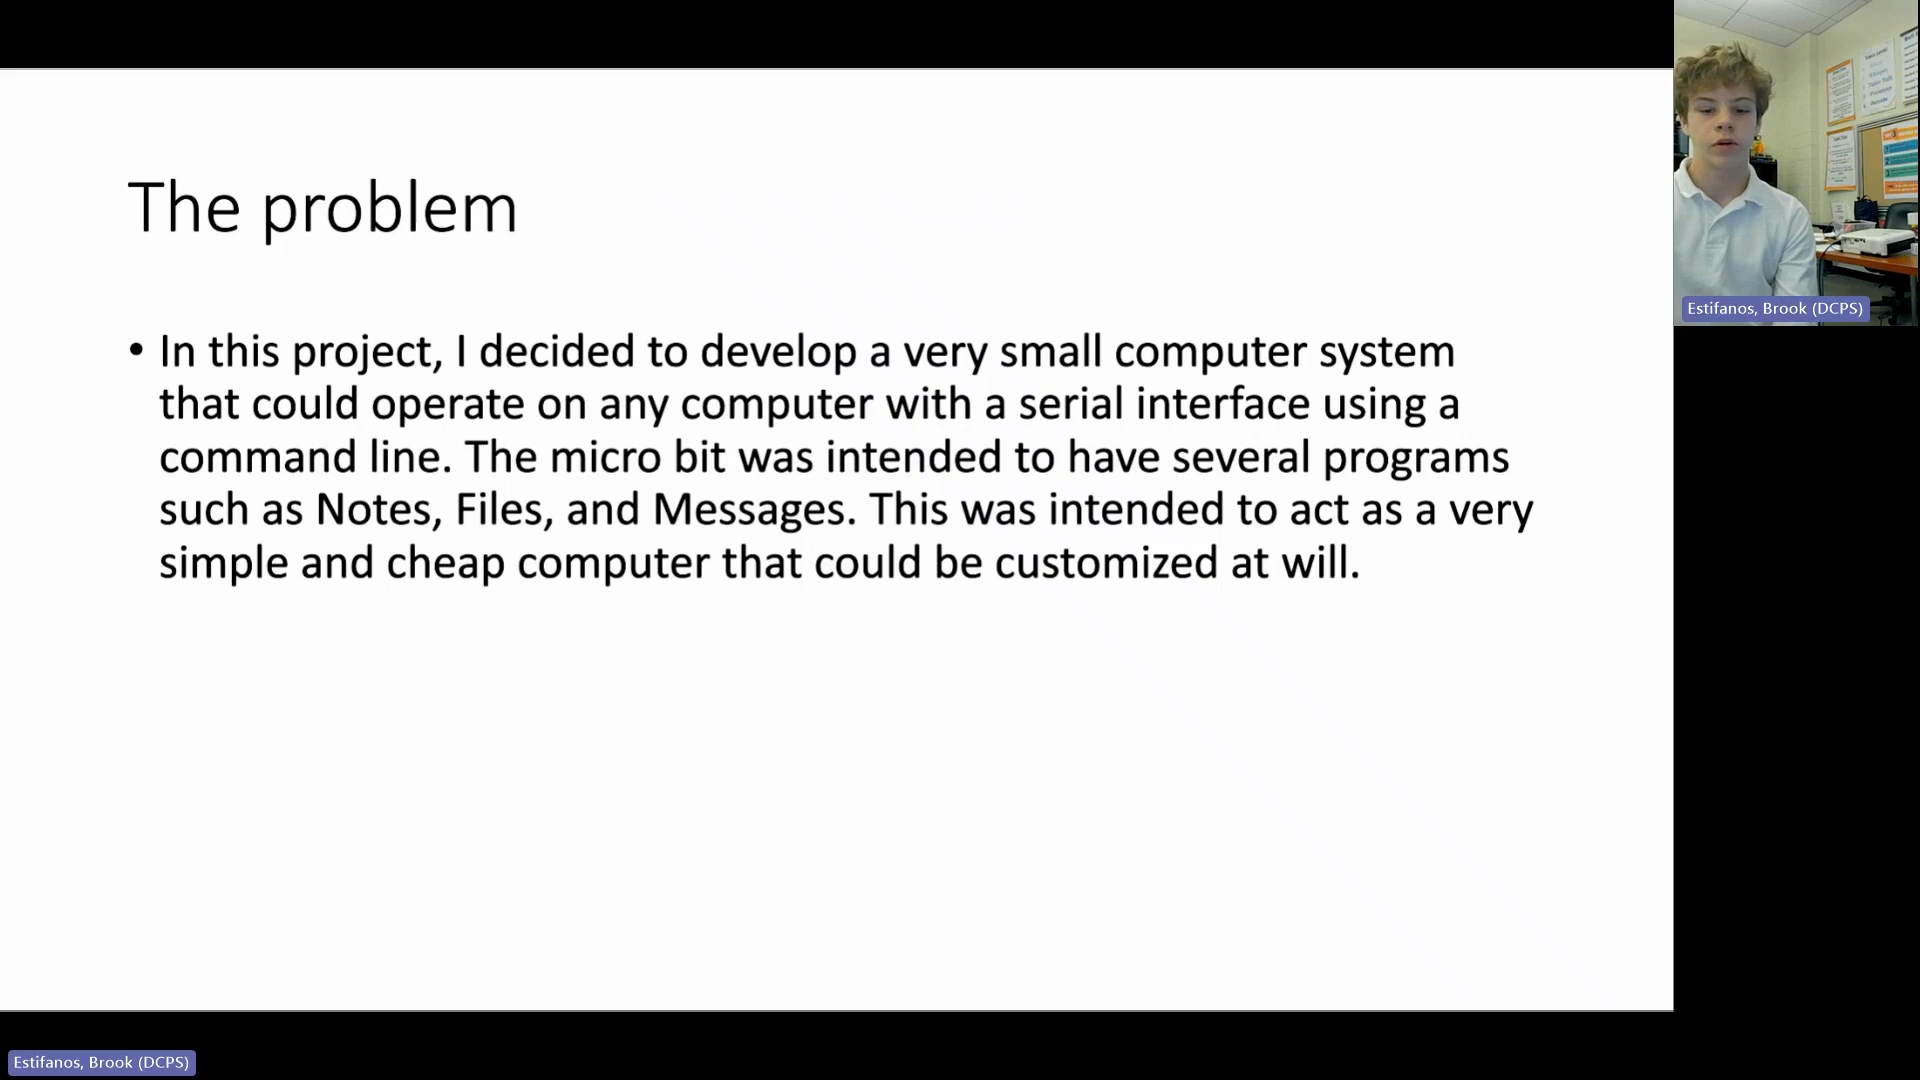 The problem
• In this project, I decided to develop a very small computer system
that could operate on any computer with a serial interface using a
command line. The micro bit was intended to have several programs
such as Notes, Files, and Messages. This was intended to act as a very
simple and cheap computer that could be customized at will.
Estifanos, Brook (DCPS)
Estifanos, Brook (DCPS)